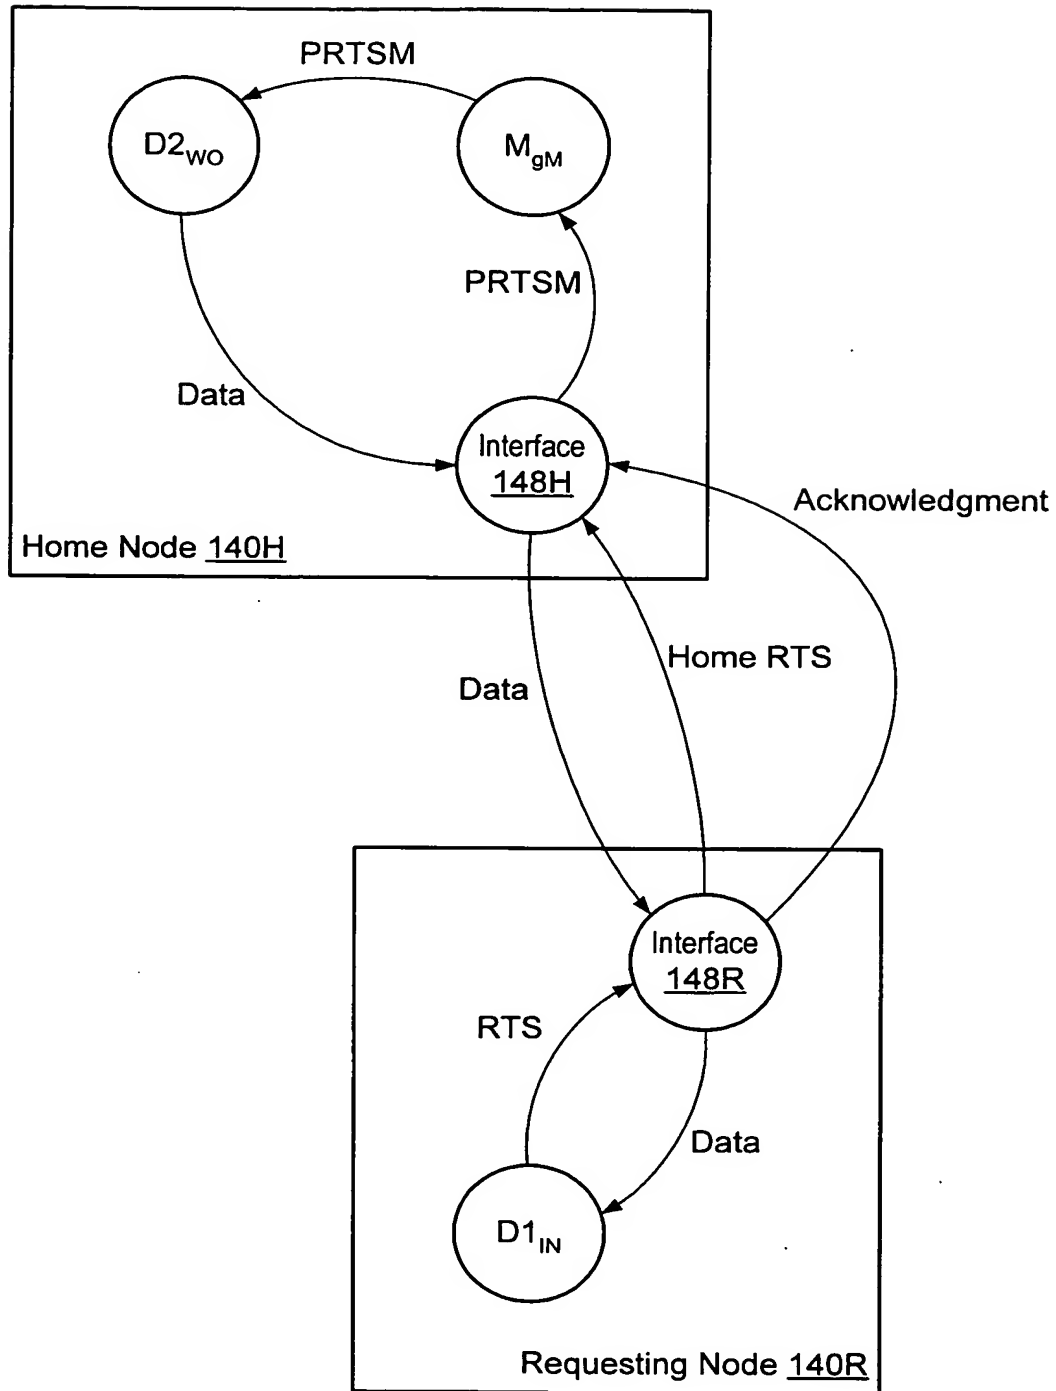 PRTSM
D2WO
MgM
PRTSM
Data
Interface
148H
Acknowledgment
Home Node 140H
Home RTS
Data
Interface
148R
RTS
Data
D1IN
Requesting Node 140R